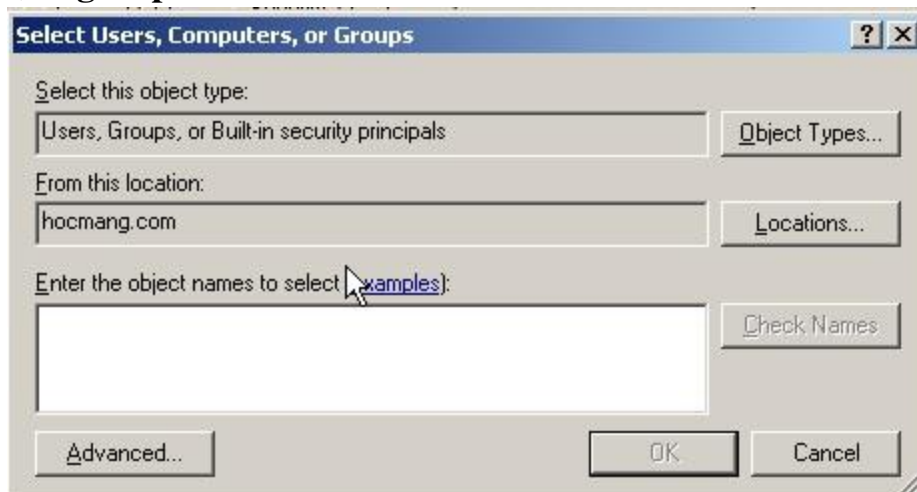 Select Users, Computers, or Groups
Select this object type:
Users, Groups, or Built-in security principals
Object Types...
From this location:
hocmang.com
Locations...
Enter the object names to select xamples):
Check Names
Advanced...
OK
Cancel